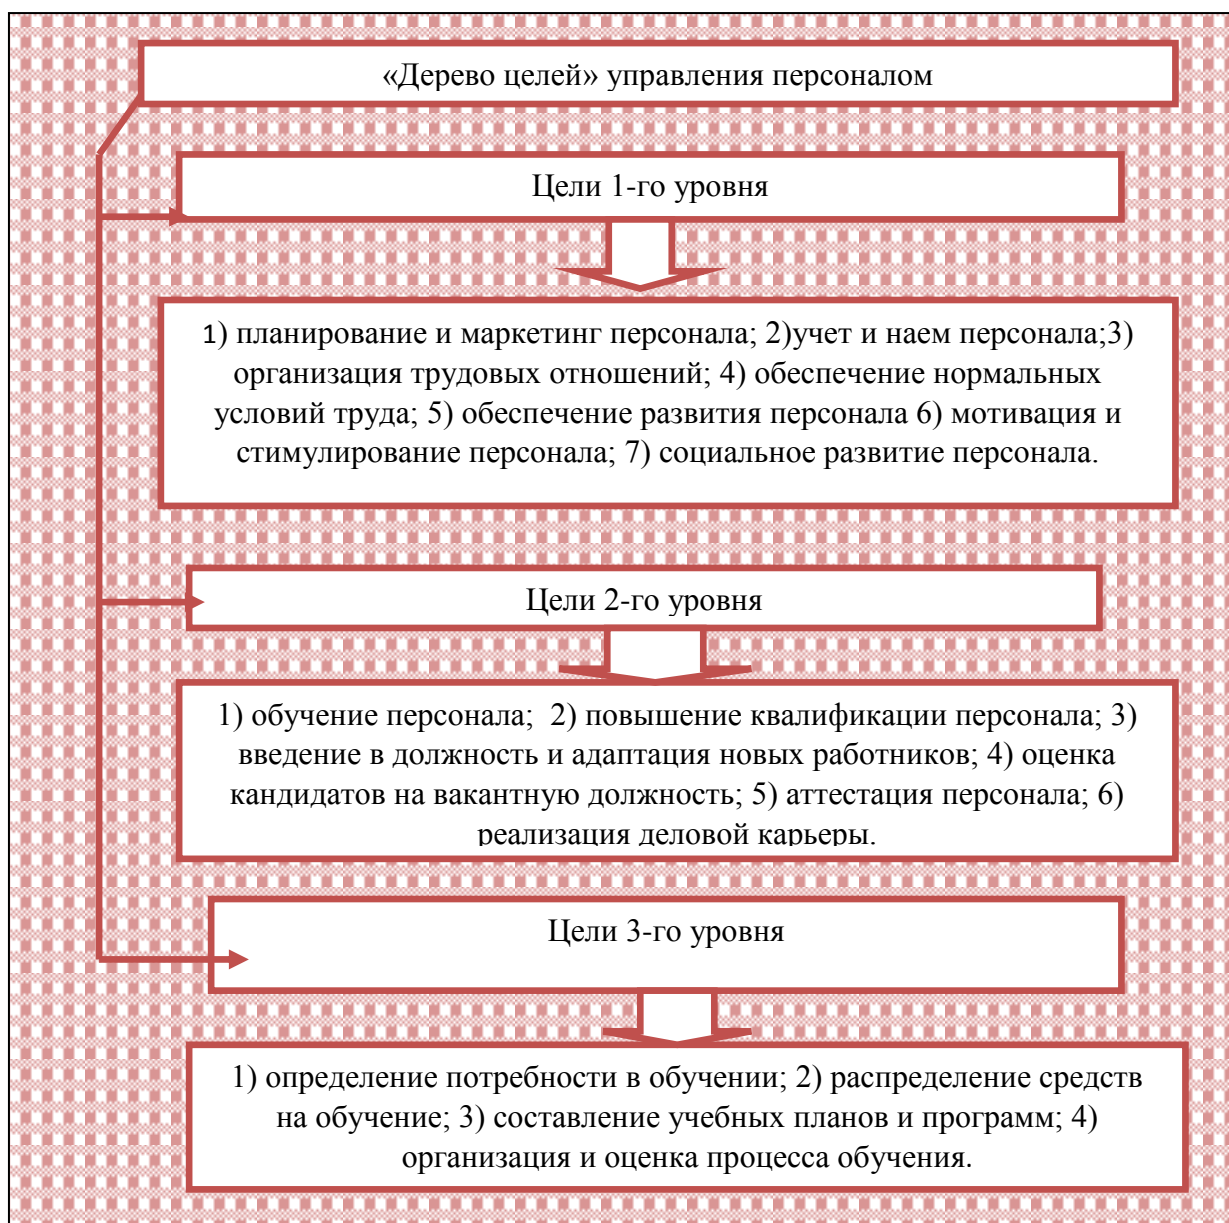 «Дерево целей» управления персоналом
Цели 1-го уровня
1) планирование и маркетинг персонала; 2)учет и наем персонала;3)
организация трудовых отношений; 4) обеспечение нормальных
условий труда; 5) обеспечение развития персонала 6) мотивация и
стимулирование персонала; 7) социальное развитие персонала.
Цели 2-го уровня
1) обучение персонала;  2) повышение квалификации персонала; 3)
введение в должность и адаптация новых работников; 4) оценка
кандидатов на вакантную должность; 5) аттестация персонала; 6)
реализация деловой карьеры.
Цели 3-го уровня
1) определение потребности в обучении; 2) распределение средств
на обучение; 3) составление учебных планов и программ; 4)
организация и оценка процесса обучения.